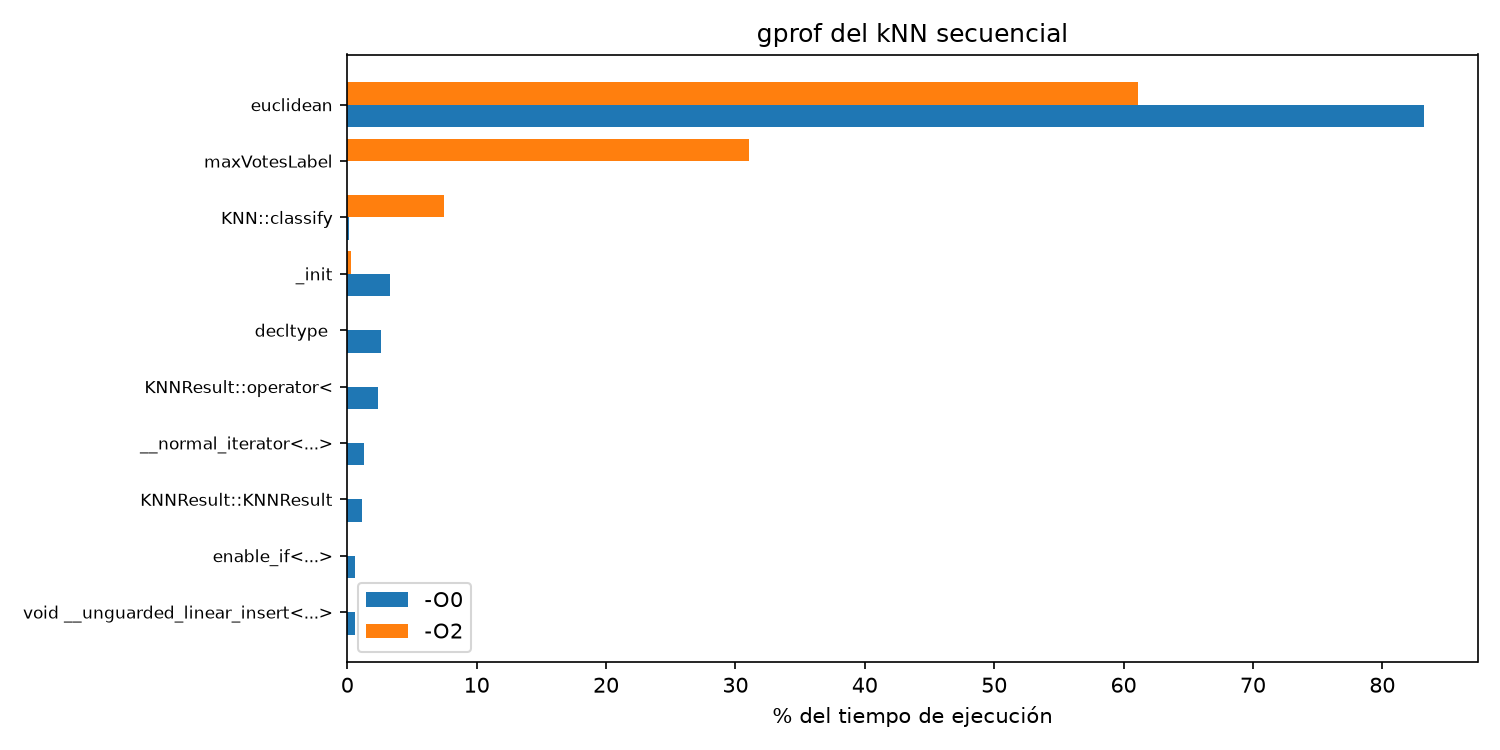 gprof del kNN secuencial
euclidean
maxVotesLabel
KNN::classify
_init
decltype
KNNResult::operator<
__normal_iterator<...>
KNNResult::KNNResult
enable_if<...>
void __unguarded_linear_insert<...>
-O0
-O2
0 10 20 30 40 50 60 70 80
% del tiempo de ejecución